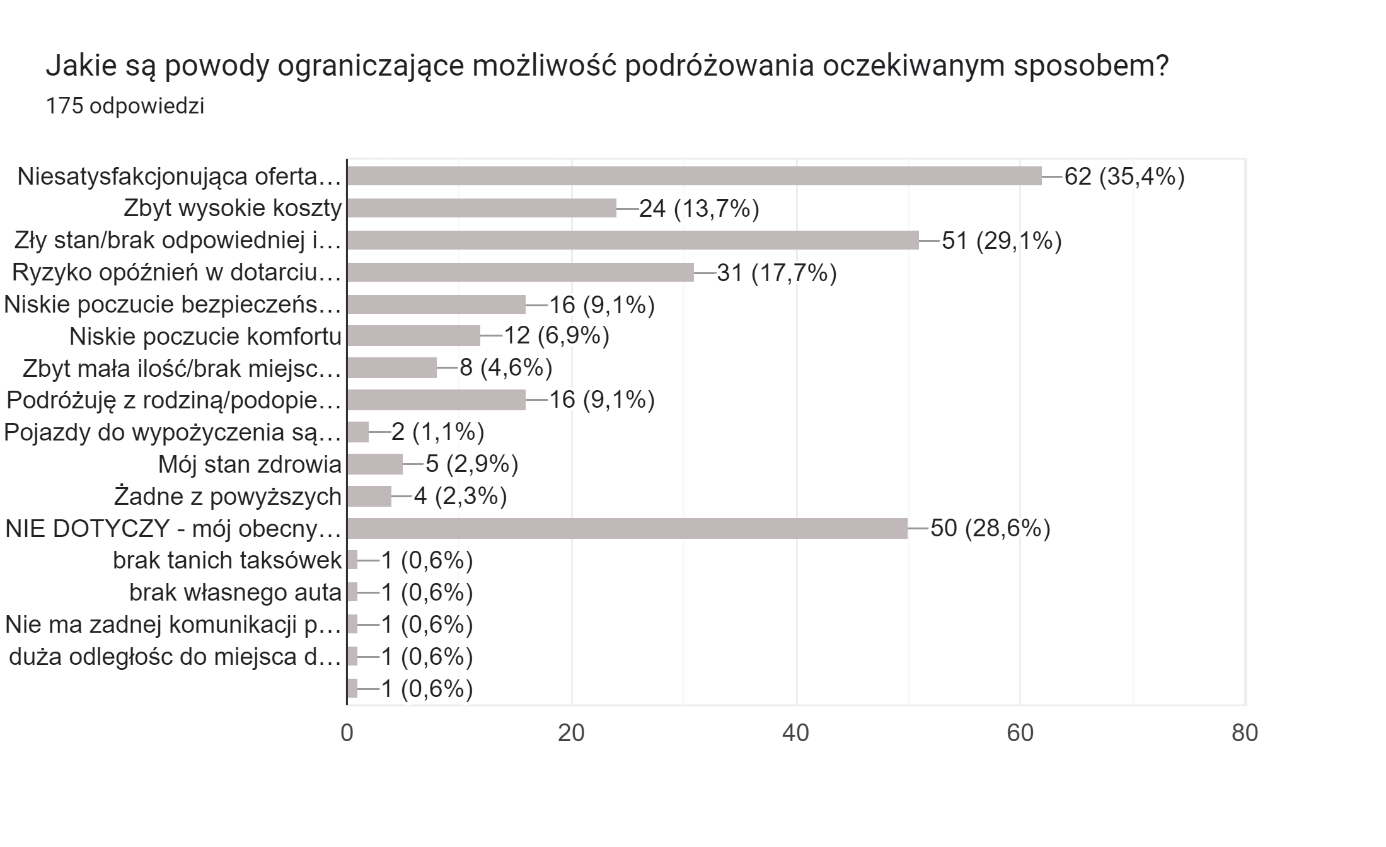 Jakie są powody ograniczające możliwość podróżowania oczekiwanym sposobem?
175 odpowiedzi
Niesatysfakcjonująca oferta… 62 (35,4%)
Zbyt wysokie koszty 24 (13,7%)
Zły stan/brak odpowiedniej i… 51 (29,1%)
Ryzyko opóźnień w dotarciu… 31 (17,7%)
Niskie poczucie bezpieczeńs… 16 (9,1%)
Niskie poczucie komfortu 12 (6,9%)
Zbyt mała ilość/brak miejsc… 8 (4,6%)
Podróżuję z rodziną/podopie… 16 (9,1%)
Pojazdy do wypożyczenia są… 2 (1,1%)
Mój stan zdrowia 5 (2,9%)
Żadne z powyższych 4 (2,3%)
NIE DOTYCZY - mój obecny… 50 (28,6%)
brak tanich taksówek 1 (0,6%)
brak własnego auta 1 (0,6%)
Nie ma zadnej komunikacji p… 1 (0,6%)
duża odległośc do miejsca d… 1 (0,6%)
1 (0,6%)
0 20 40 60 80